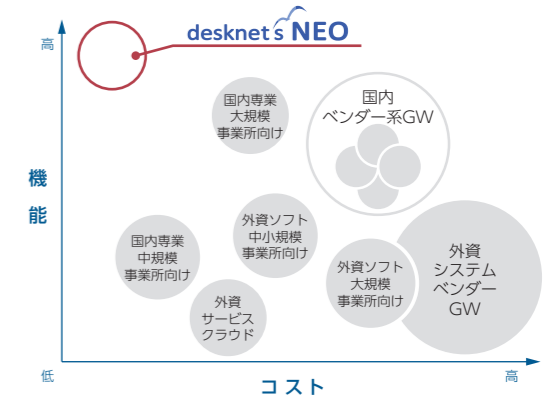 desknet's NEO
高
国内専業
大規模
事業所向け
国内
ベンダー系GW
機
能
国内専業
中規模
事業所向け
外資ソフト
中小規模
事業所向け
外資ソフト
大規模
事業所向け
外資
システム
ベンダー
GW
外資
サービス
クラウド
低
コスト
高